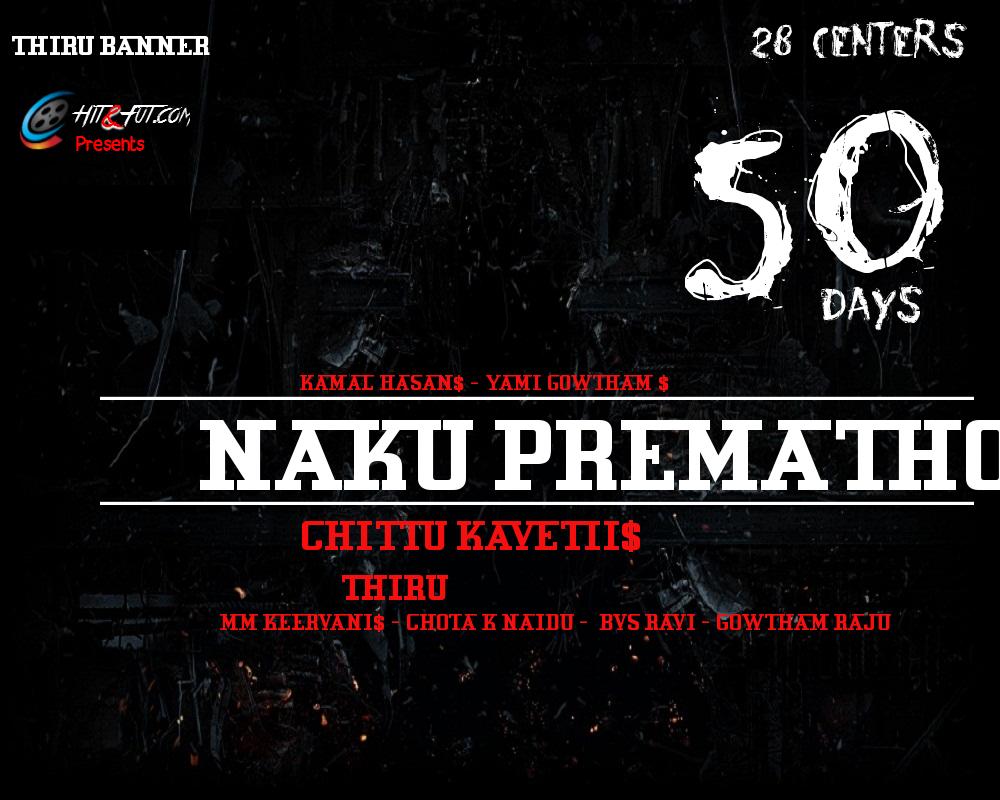 THIRU BANNER
28 CENTERS
HIT&FUT.COM
Presents
50
DAYS
KAMAL HASAN$ - YAMI GOWTHAM $
NAKU PREMATHO
CHITTU KAVETII$
THIRU
MM KEERVANI$ - CHOTA K NAIDU - BVS RAVI - GOWTHAM RAJU